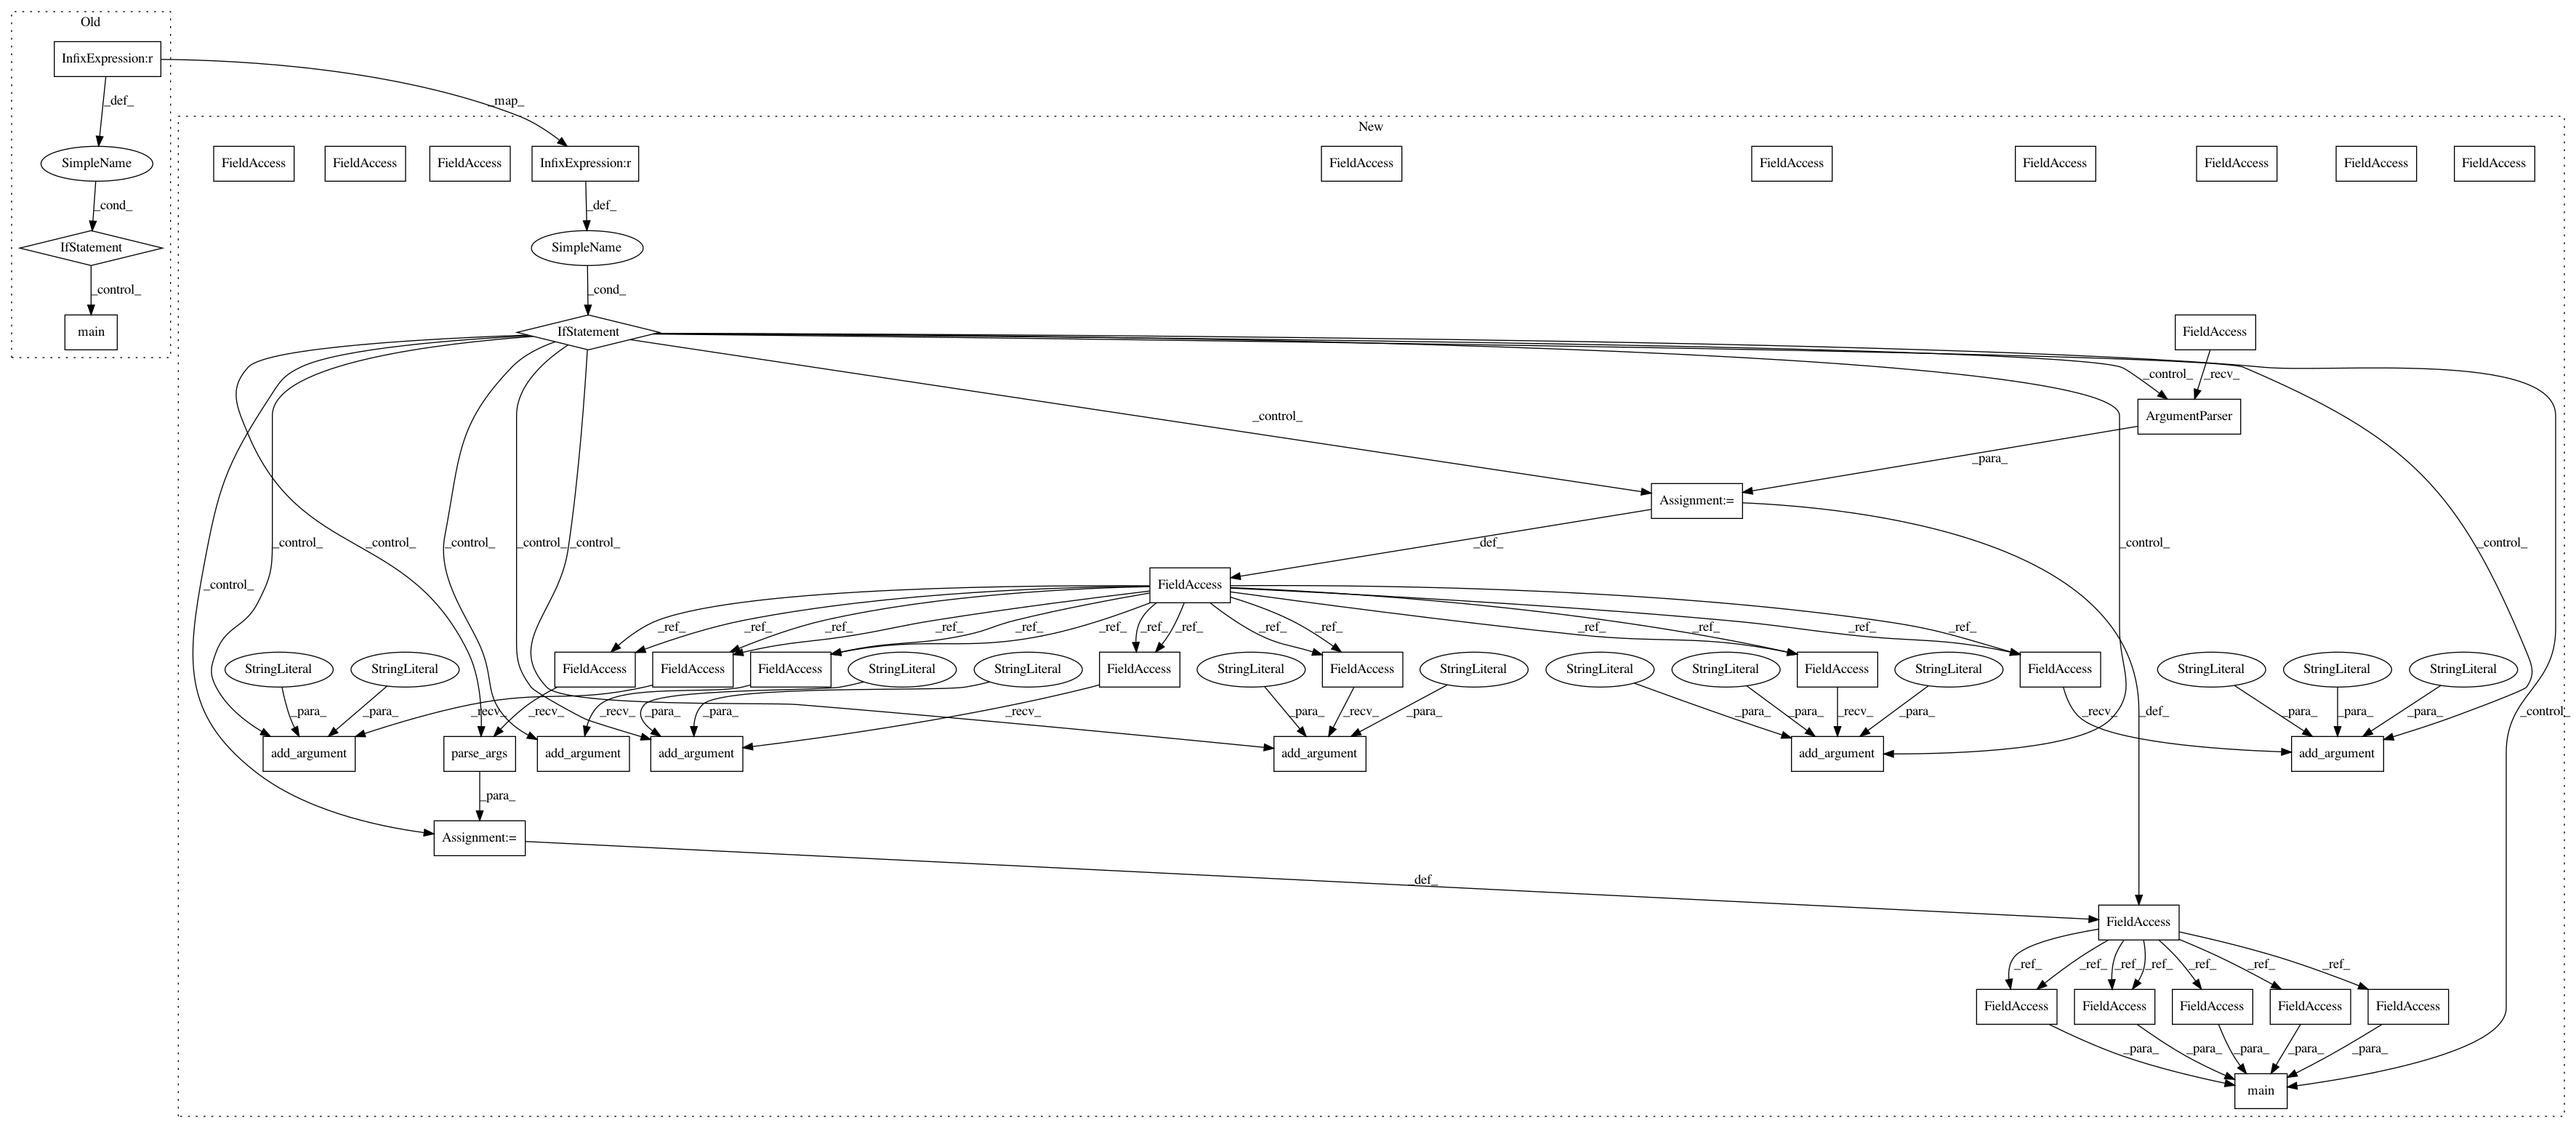 Old
InfixExpression:r
_def_
_map_
New
SimpleName
FieldAccess
FieldAccess
FieldAccess
InfixExpression:r
FieldAccess
FieldAccess
FieldAccess
FieldAccess
FieldAccess
FieldAccess
_cond_
_def_
IfStatement
SimpleName
_control_
_cond_
main
IfStatement
FieldAccess
_control_
_recv_
_control_
ArgumentParser
_para_
Assignment:=
_control_
_control_
_control_
_control_
_control_
_def_
_control_
_control_
_control_
FieldAccess
_ref_
_ref_
_ref_
_ref_
_ref_
_ref_
_ref_
_ref_
_ref_
_ref_
_ref_
_ref_
_ref_
_ref_
StringLiteral
StringLiteral
FieldAccess
FieldAccess
FieldAccess
StringLiteral
StringLiteral
FieldAccess
StringLiteral
FieldAccess
StringLiteral
StringLiteral
StringLiteral
FieldAccess
StringLiteral
FieldAccess
StringLiteral
StringLiteral
StringLiteral
_para_
_para_
_recv_
_recv_
_recv_
_para_
_para_
_recv_
_para_
_recv_
_para_
_para_
_para_
_recv_
_para_
_def_
_recv_
_para_
_para_
_para_
_control_
add_argument
parse_args
add_argument
add_argument
add_argument
add_argument
add_argument
_para_
Assignment:=
_def_
FieldAccess
_ref_
_ref_
_ref_
_ref_
_ref_
_ref_
_ref_
FieldAccess
FieldAccess
FieldAccess
FieldAccess
FieldAccess
_para_
_para_
_para_
_para_
_para_
main